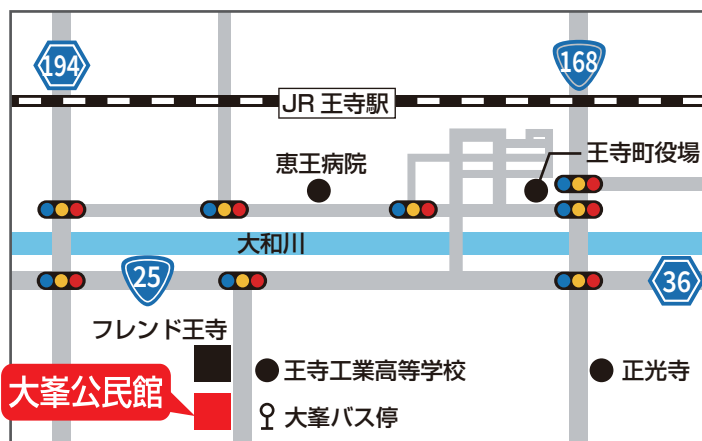 194
168
JR 王寺駅
恵王病院
王寺町役場
大和川
25
36
フレンド王寺
大峯公民館
王寺工業高等学校
正光寺
大峯バス停